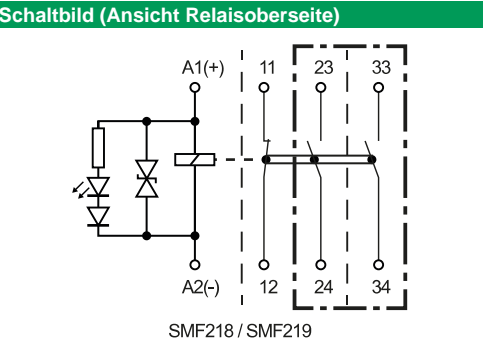 Schaltbild (Ansicht Relaisoberseite)
A1(+) 11 23 33
A2(-) 12 24 34
SMF218 / SMF219